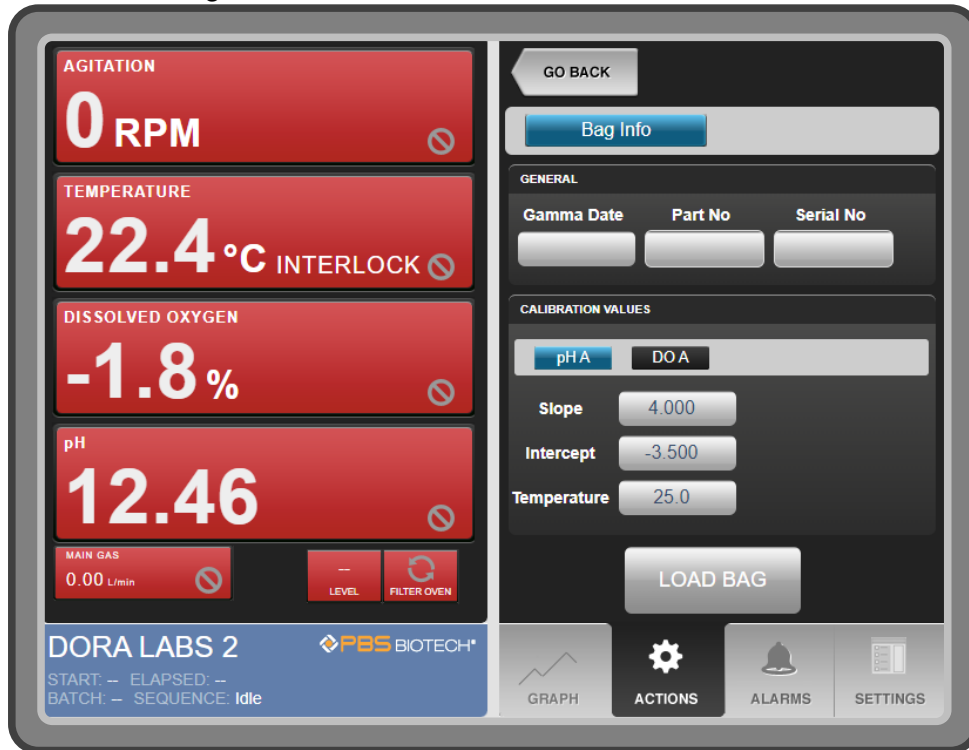 AGITATION
0 RPM
TEMPERATURE
22.4 °C INTERLOCK
DISSOLVED OXYGEN
-1.8 %
pH
12.46
MAIN GAS
0.00 L/min
--
LEVEL
FILTER OVEN
DORA LABS 2
PBS BIOTECH®
START: -- ELAPSED: --
BATCH: -- SEQUENCE: Idle
GO BACK
Bag Info
GENERAL
Gamma Date Part No Serial No
CALIBRATION VALUES
pH A DO A
Slope 4.000
Intercept -3.500
Temperature 25.0
LOAD BAG
GRAPH ACTIONS ALARMS SETTINGS